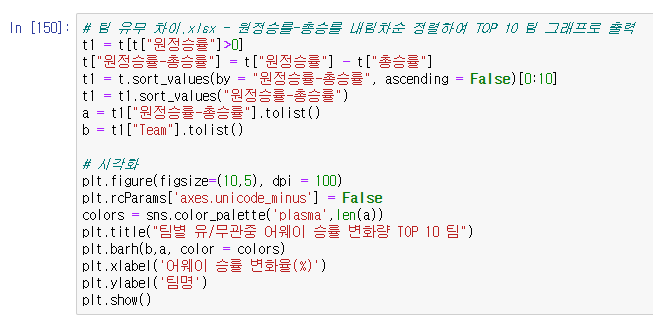 In [150]: # 팀 유무 차이.xlsx - 원정승률-총승률 내림차순 정렬하여 TOP 10 팀 그래프로 출력
t1 = t[t["원정승률"]>0]
t["원정승률-총승률"] = t["원정승률"] - t["총승률"]
t1 = t.sort_values(by = "원정승률-총승률", ascending = False)[0:10]
t1 = t1.sort_values("원정승률-총승률")
a = t1["원정승률-총승률"].tolist()
b = t1["Team"].tolist()
# 시각화
plt.figure(figsize=(10,5), dpi = 100)
plt.rcParams['axes.unicode_minus'] = False
colors = sns.color_palette('plasma',len(a))
plt.title("팀별 유/무관중 어웨이 승률 변화량 TOP 10 팀")
plt.barh(b,a, color = colors)
plt.xlabel('어웨이 승률 변화율(%)')
plt.ylabel('팀명')
plt.show()